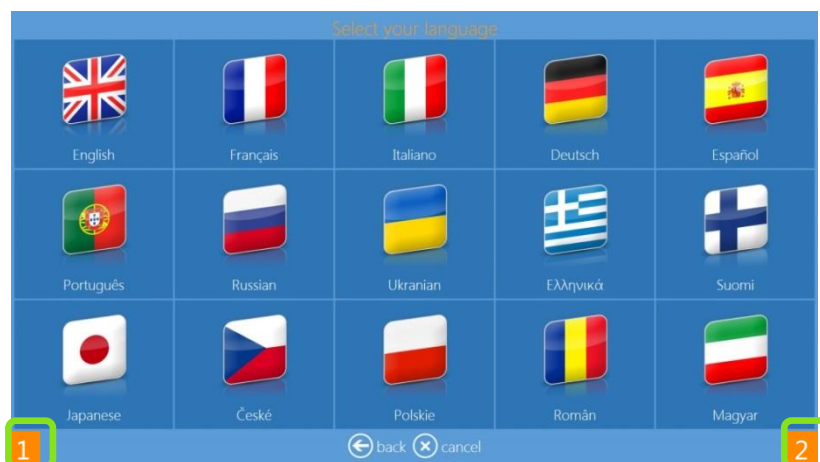 Select your language
English Français Italiano Deutsch Español
Português Russian Ukranian Ελληνικά Suomi
Japanese České Polskie Român Magyar
1 back cancel 2